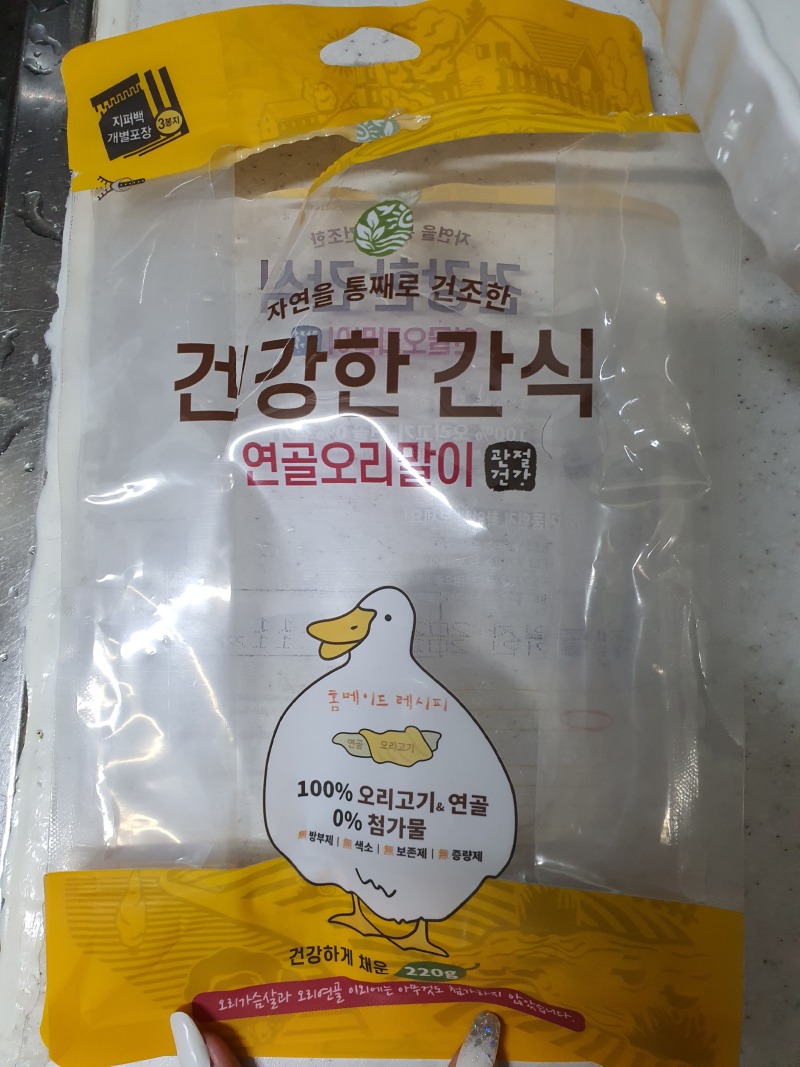 지퍼백
개별포장 3봉지
자연을 통째로 건조한
건강한 간식
연골오리말이 관절
건강
홈메이드 레시피
연골 오리고기
100% 오리고기& 연골
0% 첨가물
無방부제 | 無 색소 | 無 보존제 | 無 증량제
건강하게 채운 220g
오리가슴살과 오리연골 이외에는 아무것도 첨가하지 않았습니다.